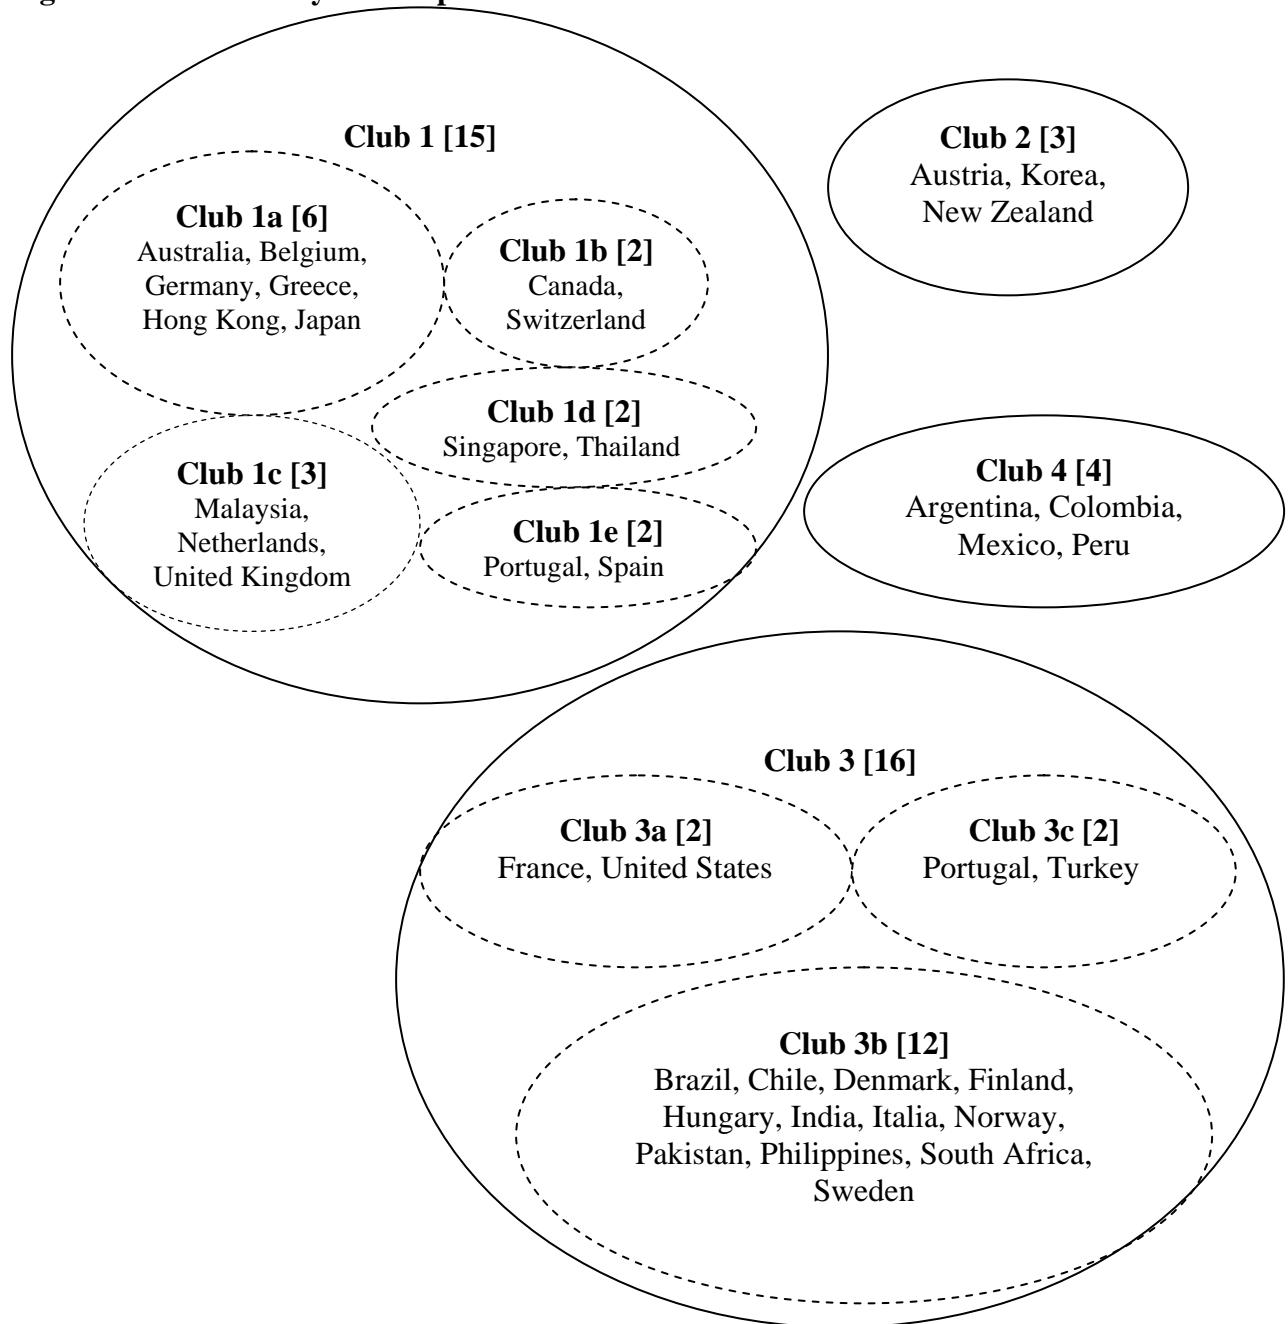 Club 1 [15]
Club 1a [6]
Australia, Belgium,
Germany, Greece,
Hong Kong, Japan
Club 1b [2]
Canada,
Switzerland
Club 1d [2]
Singapore, Thailand
Club 1c [3]
Malaysia,
Netherlands,
United Kingdom
Club 1e [2]
Portugal, Spain
Club 2 [3]
Austria, Korea,
New Zealand
Club 4 [4]
Argentina, Colombia,
Mexico, Peru
Club 3 [16]
Club 3a [2]
France, United States
Club 3c [2]
Portugal, Turkey
Club 3b [12]
Brazil, Chile, Denmark, Finland,
Hungary, India, Italia, Norway,
Pakistan, Philippines, South Africa,
Sweden